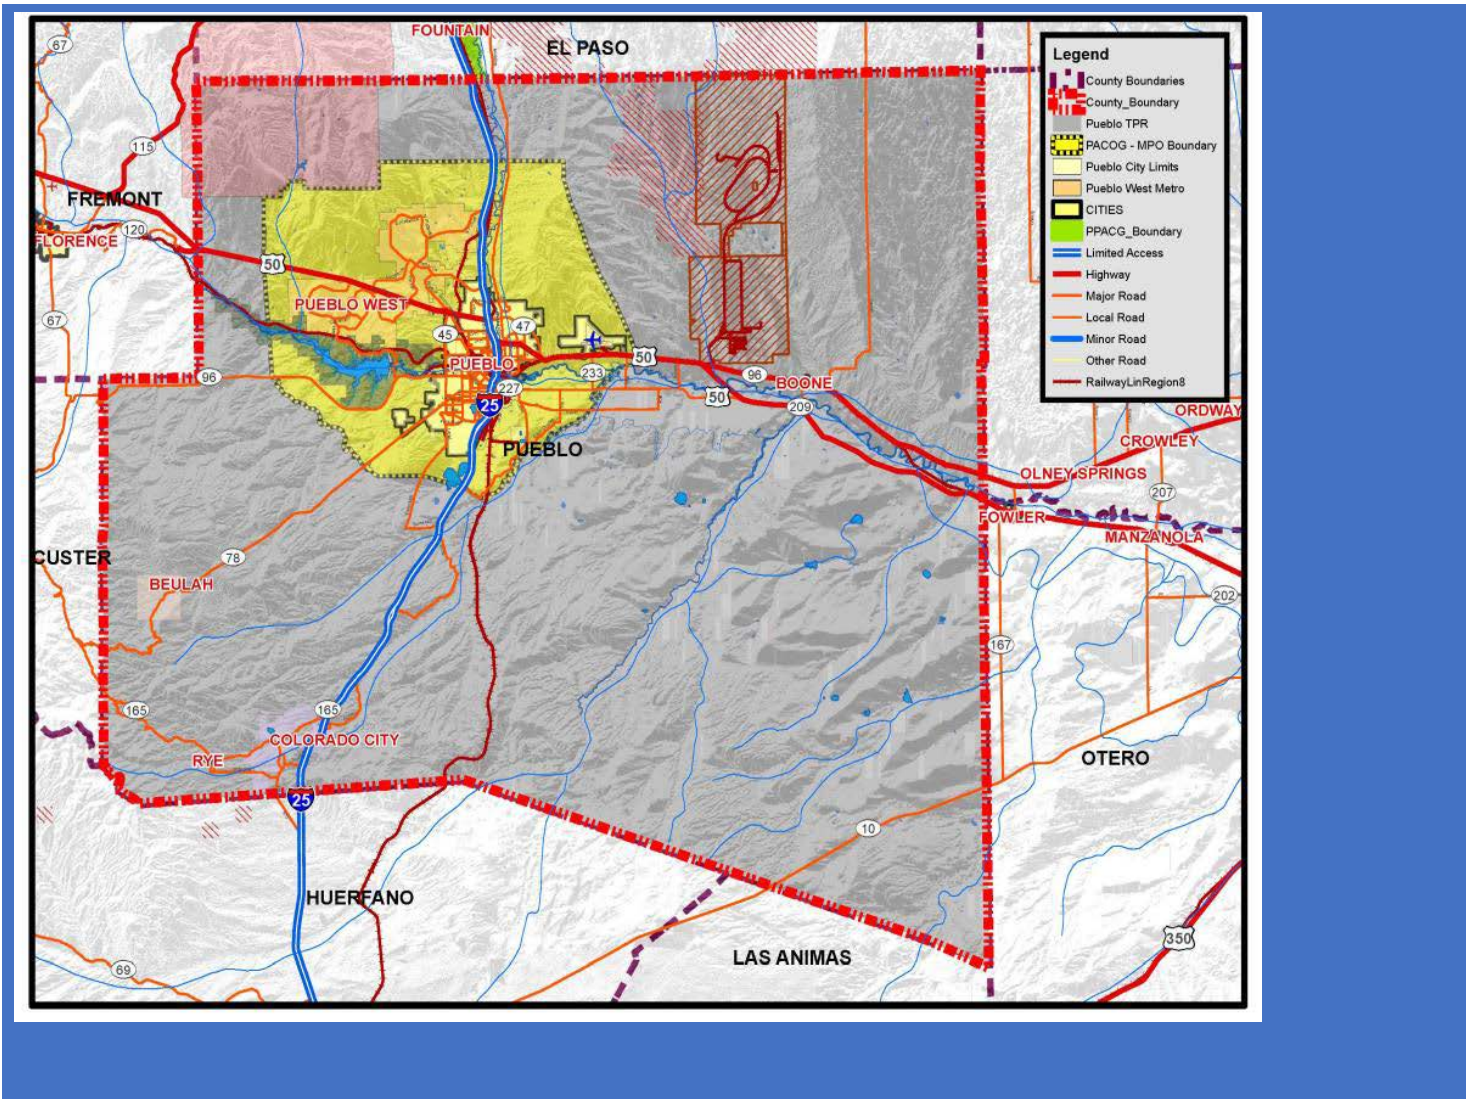 FOUNTAIN
EL PASO
67
Legend
County Boundaries
County_Boundary
Pueblo TPR
PACOG - MPO Boundary
Pueblo City Limits
Pueblo West Metro
CITIES
PPACG_Boundary
Limited Access
Highway
Major Road
Local Road
Minor Road
Other Road
RailwayLinRegion8
115
FREMONT
120
FLORENCE
50
PUEBLO WEST
67
45
47
50
PUEBLO
233
96
96
BOONE
227
50
25
209
ORDWAY
CROWLEY
PUEBLO
OLNEY SPRINGS
207
FOWLER
MANZANOLA
CUSTER
78
BEULAH
202
167
165
165
COLORADO CITY
RYE
OTERO
25
10
HUERFANO
350
LAS ANIMAS
69